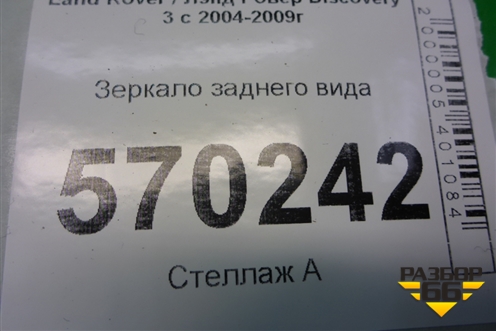 Land Rover / Лэнд Ровер Discovery
3 с 2004-2009г
Зеркало заднего вида
570242
Стеллаж А
2000005401084
РАЗБОР
66